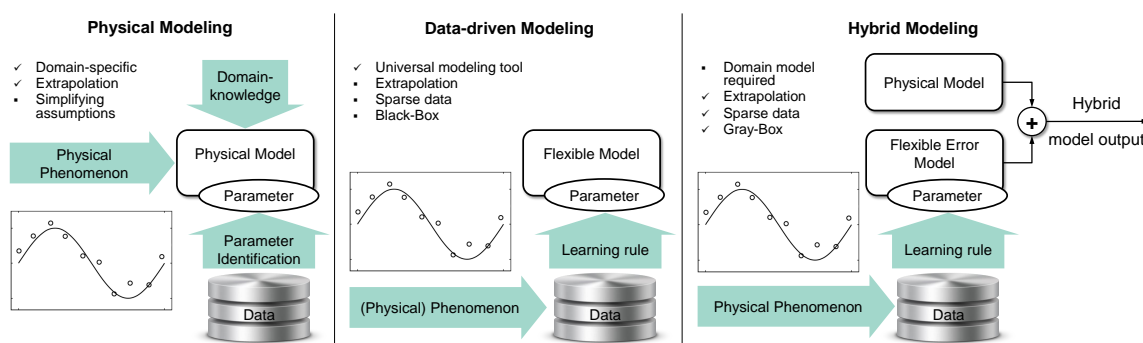 Physical Modeling
✓ Domain-specific
✓ Extrapolation
▪ Simplifying
assumptions
Domain-
knowledge
Physical
Phenomenon
Physical Model
Parameter
Parameter
Identification
Data
Data-driven Modeling
✓ Universal modeling tool
▪ Extrapolation
▪ Sparse data
▪ Black-Box
Flexible Model
Parameter
Learning rule
(Physical) Phenomenon
Data
Hybrid Modeling
▪ Domain model
required
✓ Extrapolation
✓ Sparse data
✓ Gray-Box
Physical Model
+
Hybrid
model output
Flexible Error
Model
Parameter
Learning rule
Physical Phenomenon
Data